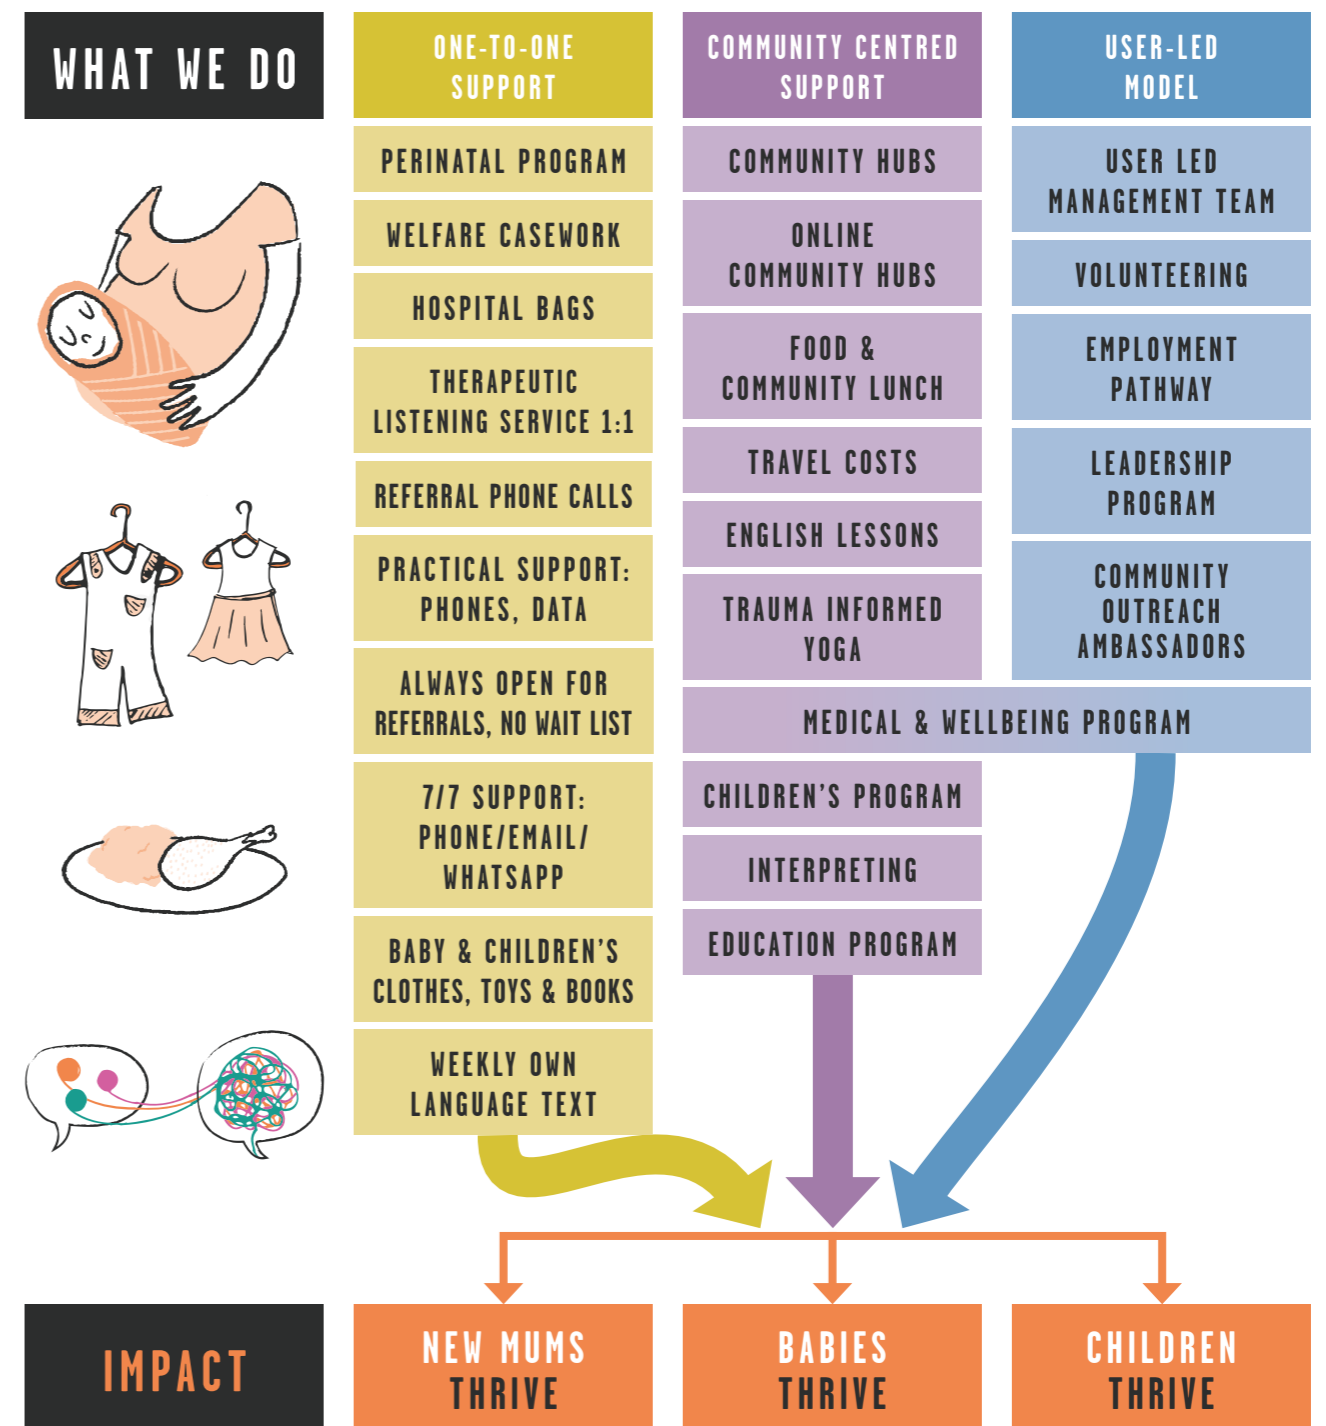 WHAT WE DO
ONE-TO-ONE
SUPPORT
PERINATAL PROGRAM
WELFARE CASEWORK
HOSPITAL BAGS
THERAPEUTIC
LISTENING SERVICE 1:1
REFERRAL PHONE CALLS
PRACTICAL SUPPORT:
PHONES, DATA
ALWAYS OPEN FOR
REFERRALS, NO WAIT LIST
7/7 SUPPORT:
PHONE/EMAIL/
WHATSAPP
BABY & CHILDREN'S
CLOTHES, TOYS & BOOKS
WEEKLY OWN
LANGUAGE TEXT
COMMUNITY CENTRED
SUPPORT
COMMUNITY HUBS
ONLINE
COMMUNITY HUBS
FOOD &
COMMUNITY LUNCH
TRAVEL COSTS
ENGLISH LESSONS
TRAUMA INFORMED
YOGA
MEDICAL & WELLBEING PROGRAM
CHILDREN'S PROGRAM
INTERPRETING
EDUCATION PROGRAM
USER-LED
MODEL
USER LED
MANAGEMENT TEAM
VOLUNTEERING
EMPLOYMENT
PATHWAY
LEADERSHIP
PROGRAM
COMMUNITY
OUTREACH
AMBASSADORS
IMPACT
NEW MUMS
THRIVE
BABIES
THRIVE
CHILDREN
THRIVE